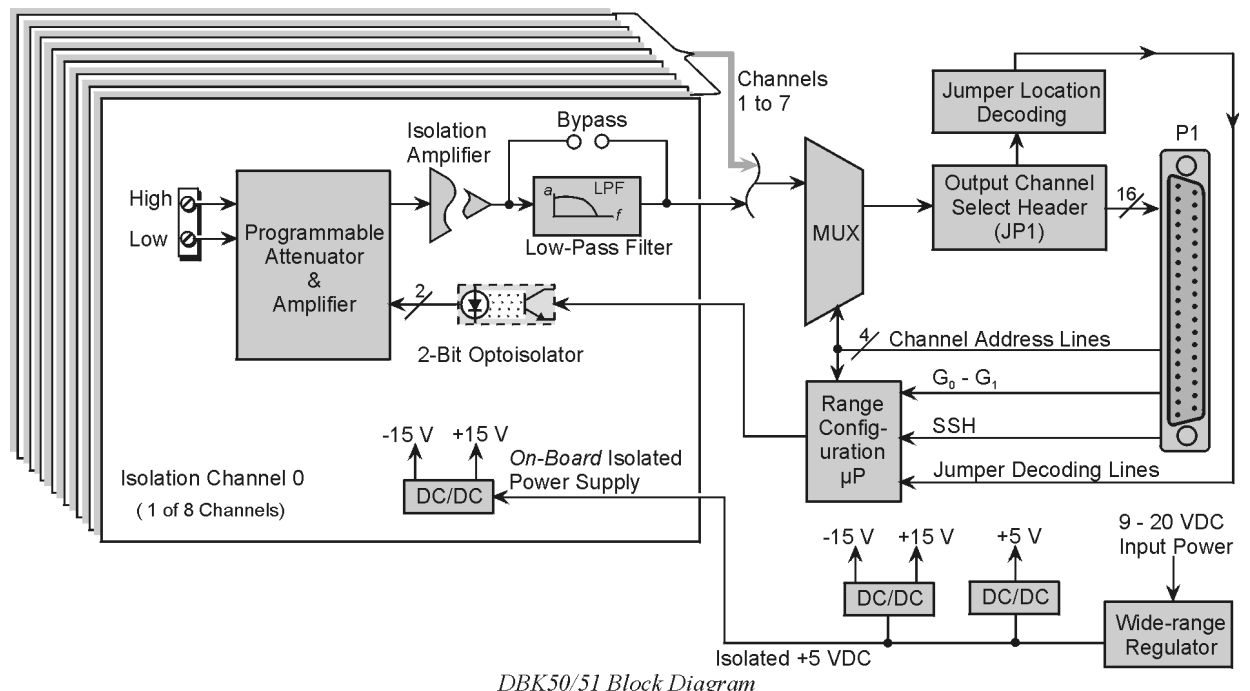 Channels
1 to 7
Jumper Location
Decoding
P1
Bypass
Isolation
Amplifier
High
Low
Programmable
Attenuator
&
Amplifier
a
LPF
f
Low-Pass Filter
MUX
Output Channel
Select Header
(JP1)
16
2
2-Bit Optoisolator
4
Channel Address Lines
G0 - G1
SSH
Jumper Decoding Lines
Range
Config-
uration
µP
-15 V
+15 V
On-Board Isolated
Power Supply
DC/DC
Isolation Channel 0
( 1 of 8 Channels)
-15 V
+15 V
+5 V
9 - 20 VDC
Input Power
DC/DC
DC/DC
Wide-range
Regulator
Isolated +5 VDC
DBK50/51 Block Diagram